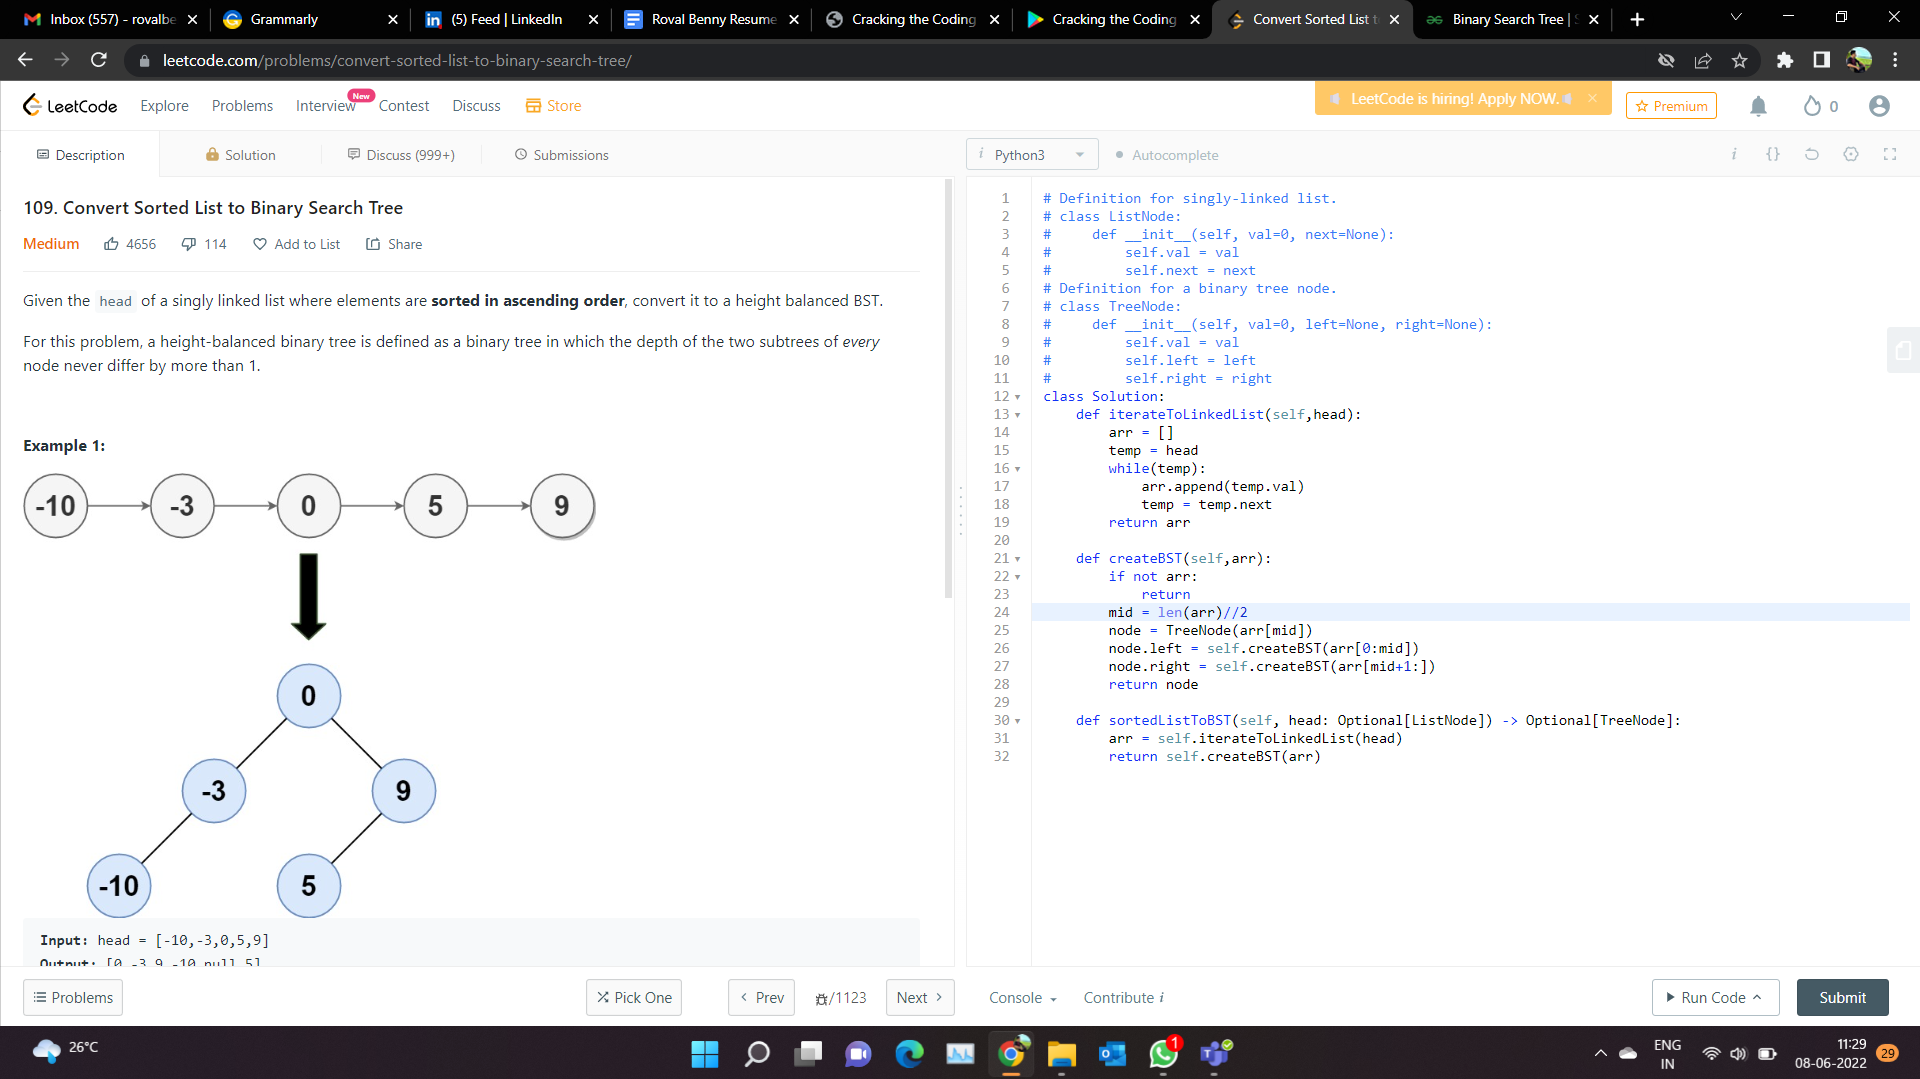 Inbox (557) - rovalbe
Grammarly
(5) Feed | LinkedIn
Roval Benny Resume
Cracking the Coding
Cracking the Coding
Convert Sorted List t
Binary Search Tree |
leetcode.com/problems/convert-sorted-list-to-binary-search-tree/
LeetCode
Explore
Problems
Interview
New
Contest
Discuss
Store
LeetCode is hiring! Apply NOW.
Premium
0
Description
Solution
Discuss (999+)
Submissions
i Python3
Autocomplete
i {}
109. Convert Sorted List to Binary Search Tree
Medium 4656 114 Add to List Share
Given the head of a singly linked list where elements are sorted in ascending order, convert it to a height balanced BST.
For this problem, a height-balanced binary tree is defined as a binary tree in which the depth of the two subtrees of every
node never differ by more than 1.
Example 1:
-10 -3 0 5 9
0
-3 9
-10 5
Input: head = [-10,-3,0,5,9]
Output: [0,-3,9,-10,null,5]
1 # Definition for singly-linked list.
2 # class ListNode:
3 #     def __init__(self, val=0, next=None):
4 #         self.val = val
5 #         self.next = next
6 # Definition for a binary tree node.
7 # class TreeNode:
8 #     def __init__(self, val=0, left=None, right=None):
9 #         self.val = val
10 #         self.left = left
11 #         self.right = right
12 class Solution:
13     def iterateToLinkedList(self,head):
14         arr = []
15         temp = head
16         while(temp):
17             arr.append(temp.val)
18             temp = temp.next
19         return arr
20
21     def createBST(self,arr):
22         if not arr:
23             return
24         mid = len(arr)//2
25         node = TreeNode(arr[mid])
26         node.left = self.createBST(arr[0:mid])
27         node.right = self.createBST(arr[mid+1:])
28         return node
29
30     def sortedListToBST(self, head: Optional[ListNode]) -> Optional[TreeNode]:
31         arr = self.iterateToLinkedList(head)
32         return self.createBST(arr)
Problems
Pick One
Prev
/1123
Next
Console
Contribute i
Run Code
Submit
26°C
1
ENG
IN
11:29
08-06-2022
29